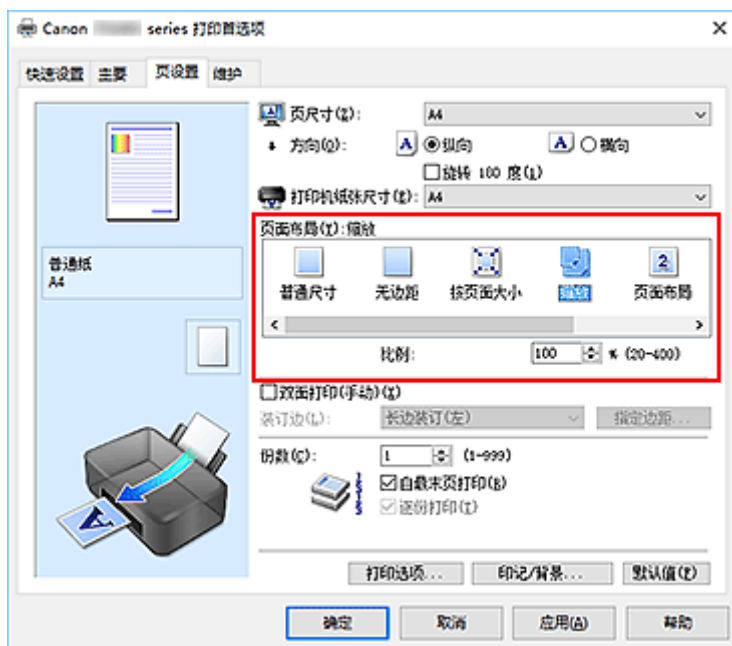 Canon series 打印首选项
快速设置 主要 页设置 维护
页尺寸(Z): A4
方向(O): A 纵向 A 横向
旋转 180 度(I)
打印机纸张尺寸(E): A4
页面布局(Y):缩放
普通尺寸 无边距 按页面大小 缩放 页面布局
比例: 100 % (20-400)
普通纸
A4
双面打印(手动)(X)
装订边(L): 长边装订(左) 指定边距...
份数(C): 1 (1-999)
自最末页打印(R)
逐份打印(T)
打印选项... 印记/背景... 默认值(F)
确定 取消 应用(A) 帮助